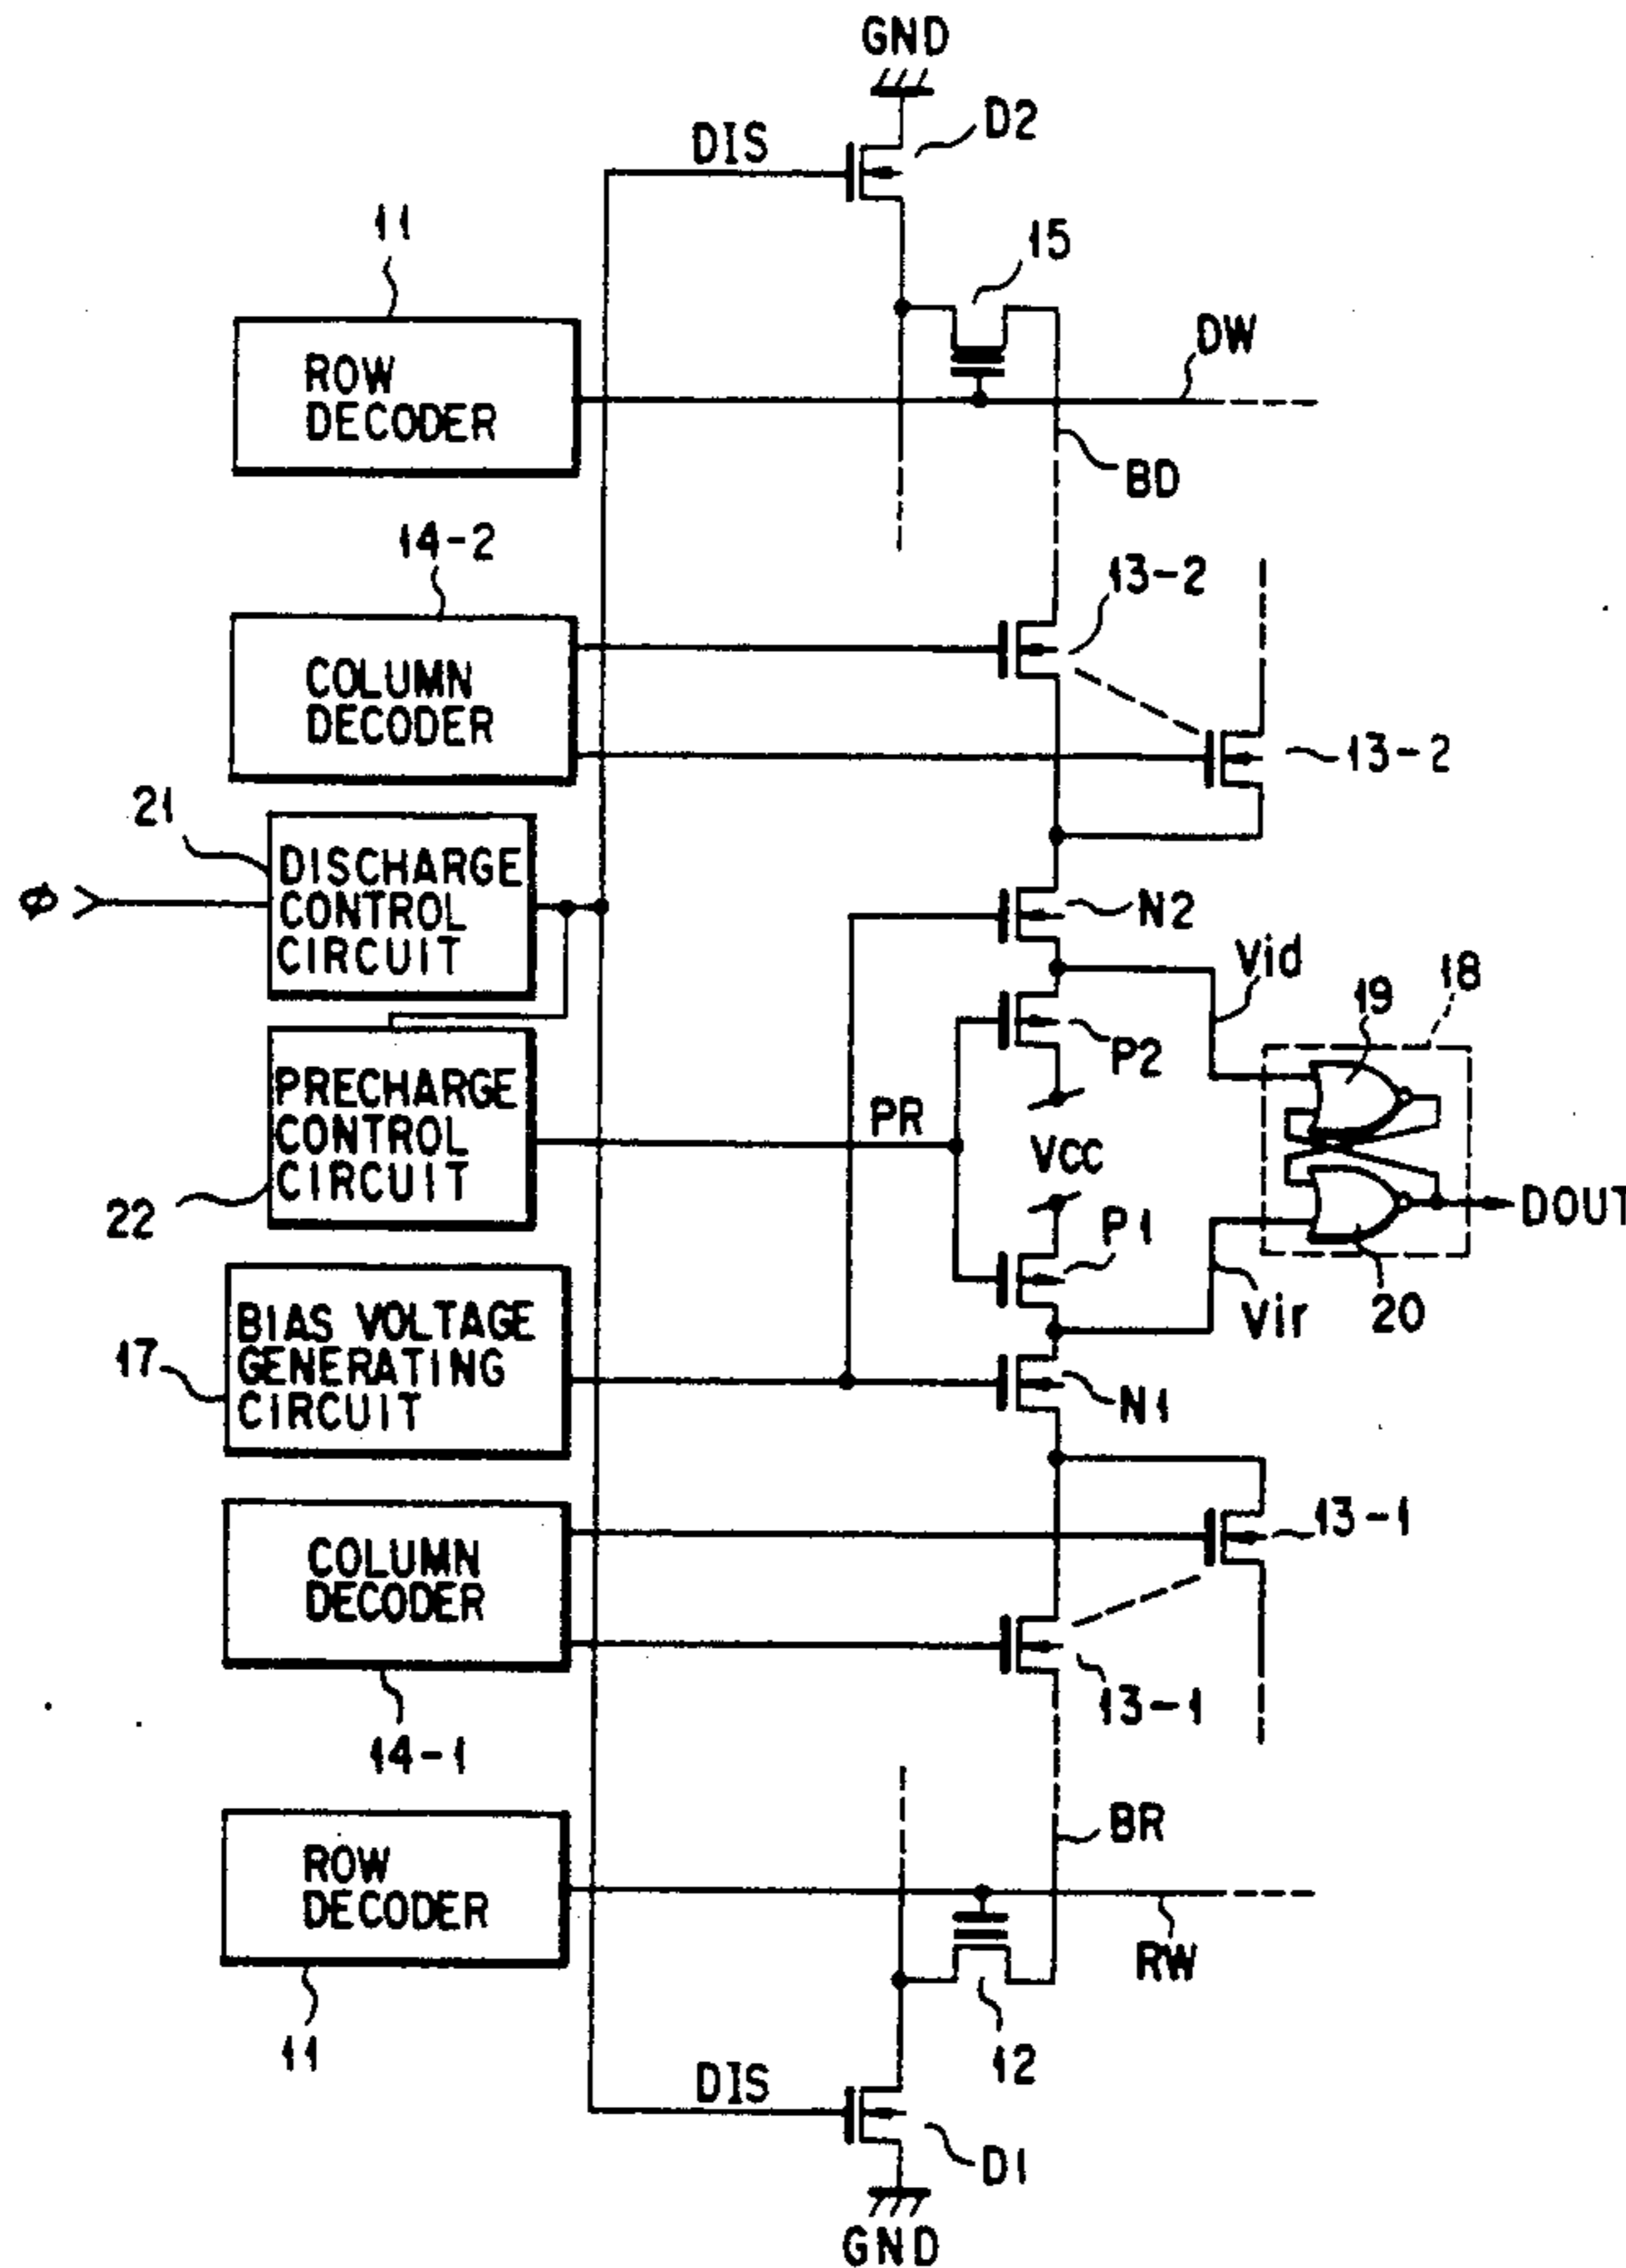 GND
DIS
D2
11
15
ROW
DECODER
DW
BD
14-2
13-2
COLUMN
DECODER
13-2
21
DISCHARGE
CONTROL
CIRCUIT
Φ
N2
Vid
18
19
P2
PRECHARGE
CONTROL
CIRCUIT
PR
VCC
22
DOUT
P1
BIAS VOLTAGE
GENERATING
CIRCUIT
17
Vir
20
N1
COLUMN
DECODER
13-1
13-1
14-1
BR
ROW
DECODER
RW
11
12
DIS
D1
GND